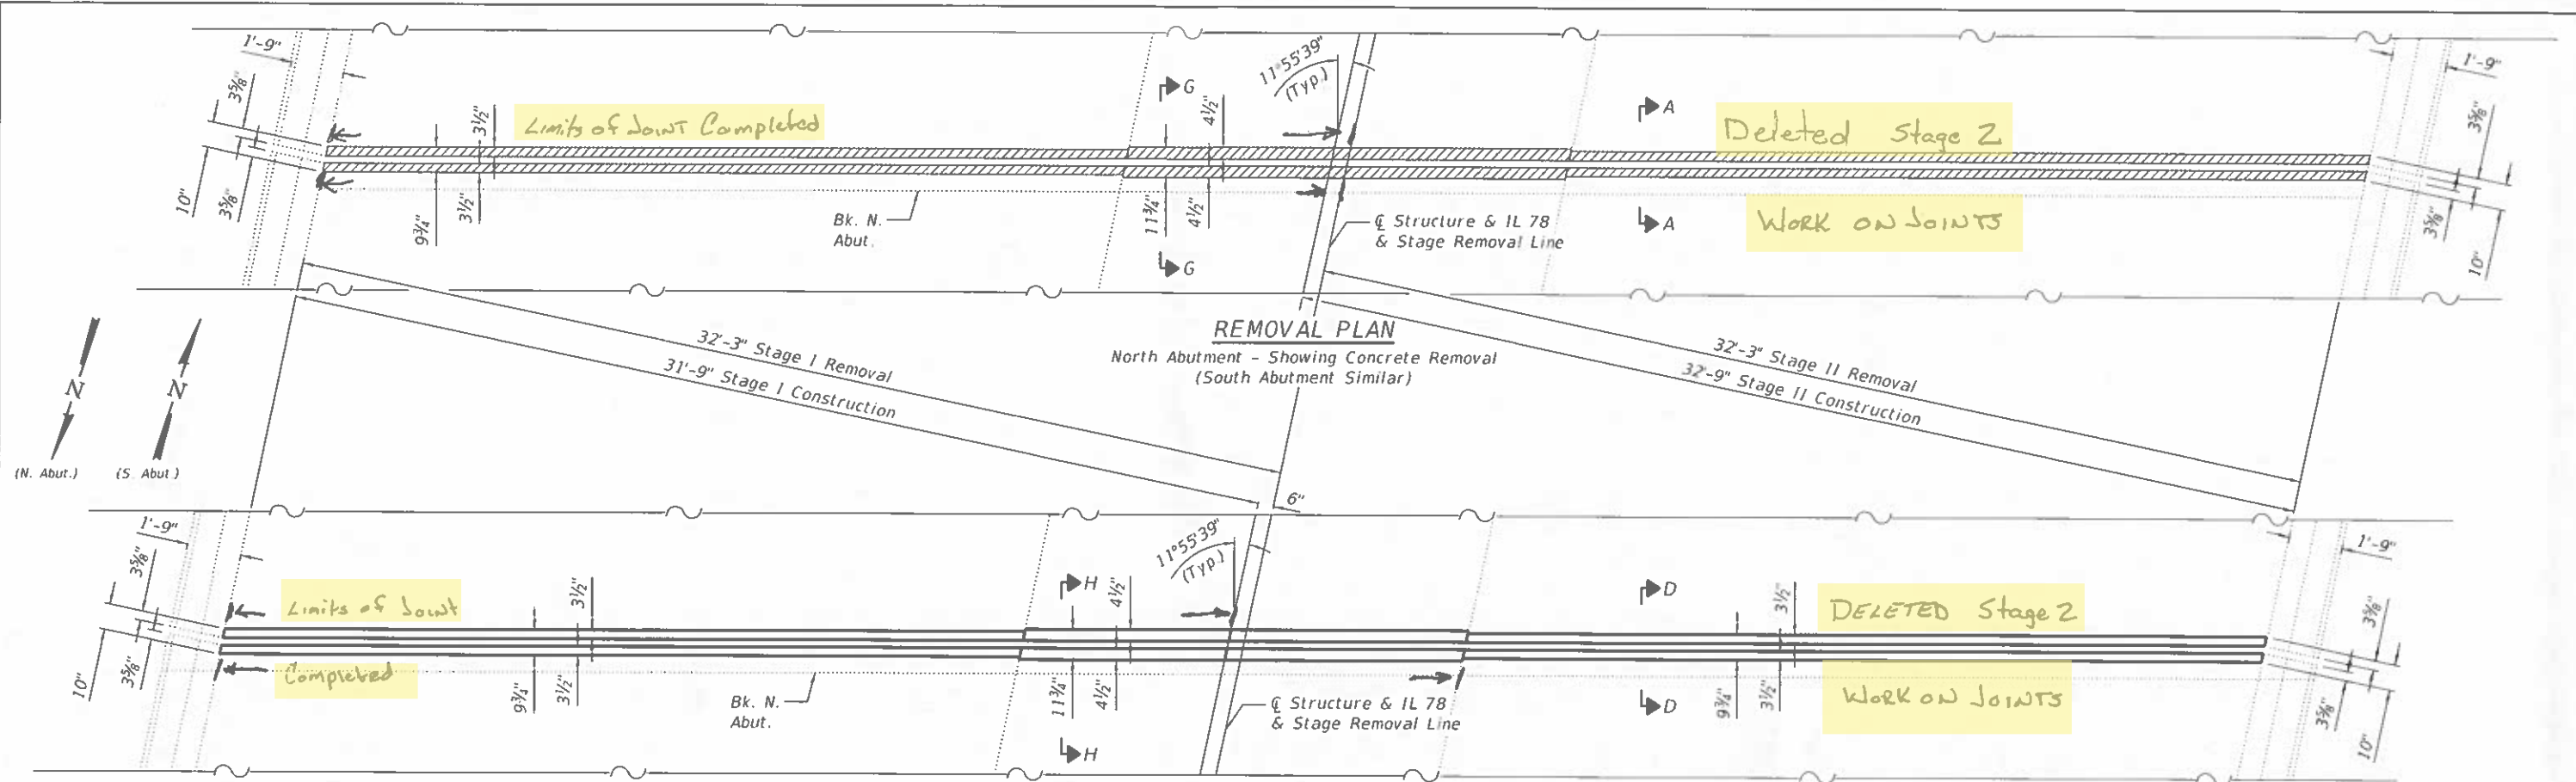 1'-9"
3⅝"
10"
3⅝"
Limits of Joint Completed
3½"
9¾"
3½"
Bk. N.
Abut.
G
4½"
11¾"
4½"
G
11°55'39"
(Typ.)
℄ Structure & IL 78
& Stage Removal Line
A
A
Deleted Stage 2
WORK ON JOINTS
1'-9"
3⅝"
3⅝"
10"
REMOVAL PLAN
North Abutment - Showing Concrete Removal
(South Abutment Similar)
32'-3" Stage I Removal
31'-9" Stage I Construction
32'-3" Stage II Removal
32'-9" Stage II Construction
N
N
(N. Abut.)
(S. Abut.)
6"
1'-9"
3⅝"
10"
3⅝"
Limits of Joint
Completed
3½"
9¾"
3½"
Bk. N.
Abut.
H
4½"
11¾"
4½"
H
11°55'39"
(Typ.)
℄ Structure & IL 78
& Stage Removal Line
D
D
3½"
9¾"
3½"
DELETED Stage 2
WORK ON JOINTS
1'-9"
3⅝"
3⅝"
10"